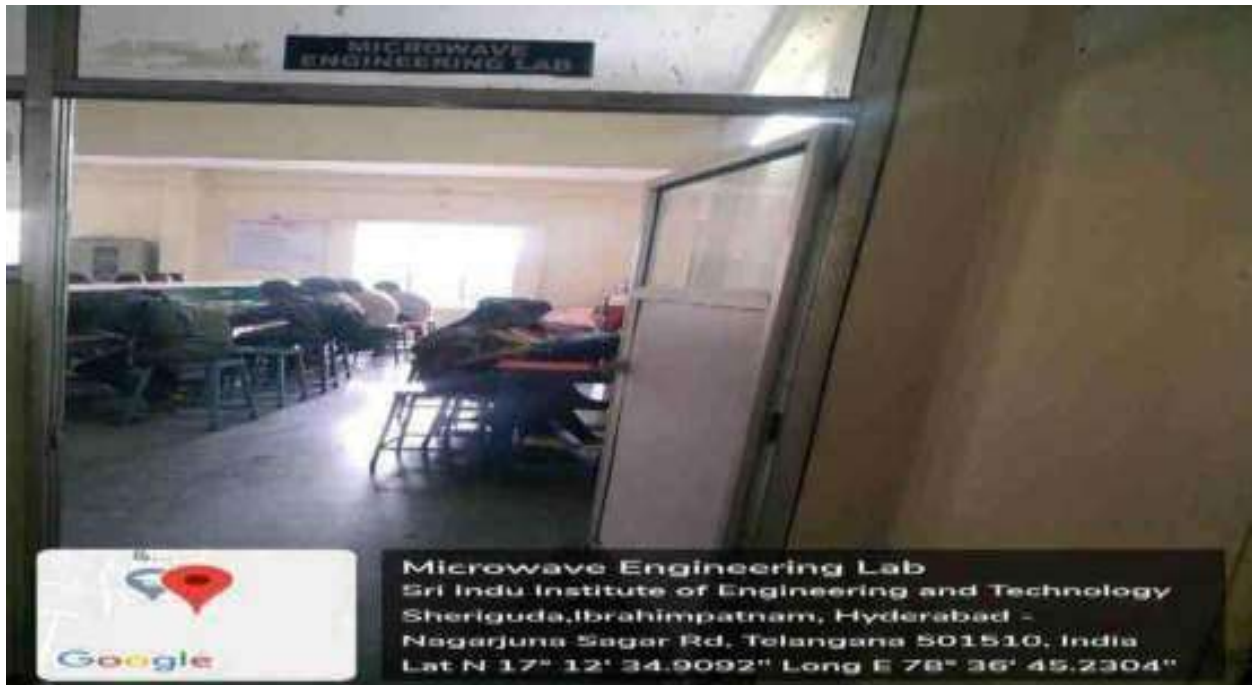 MICROWAVE
ENGINEERING LAB
Google
Microwave Engineering Lab
Sri Indu Institute of Engineering and Technology
Sheriguda,Ibrahimpatnam, Hyderabad -
Nagarjuna Sagar Rd, Telangana 501510, India
Lat N 17° 12' 34.9092" Long E 78° 36' 45.2304"